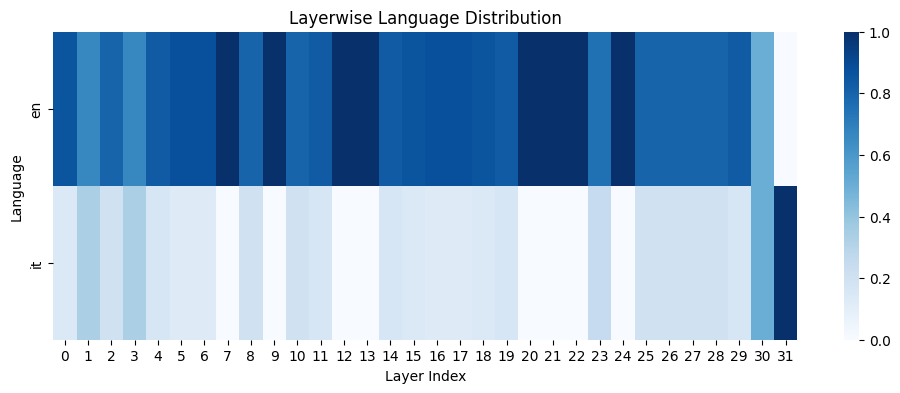 Layerwise Language Distribution
en
it
Language
0 1 2 3 4 5 6 7 8 9 10 11 12 13 14 15 16 17 18 19 20 21 22 23 24 25 26 27 28 29 30 31
Layer Index
1.0
0.8
0.6
0.4
0.2
0.0